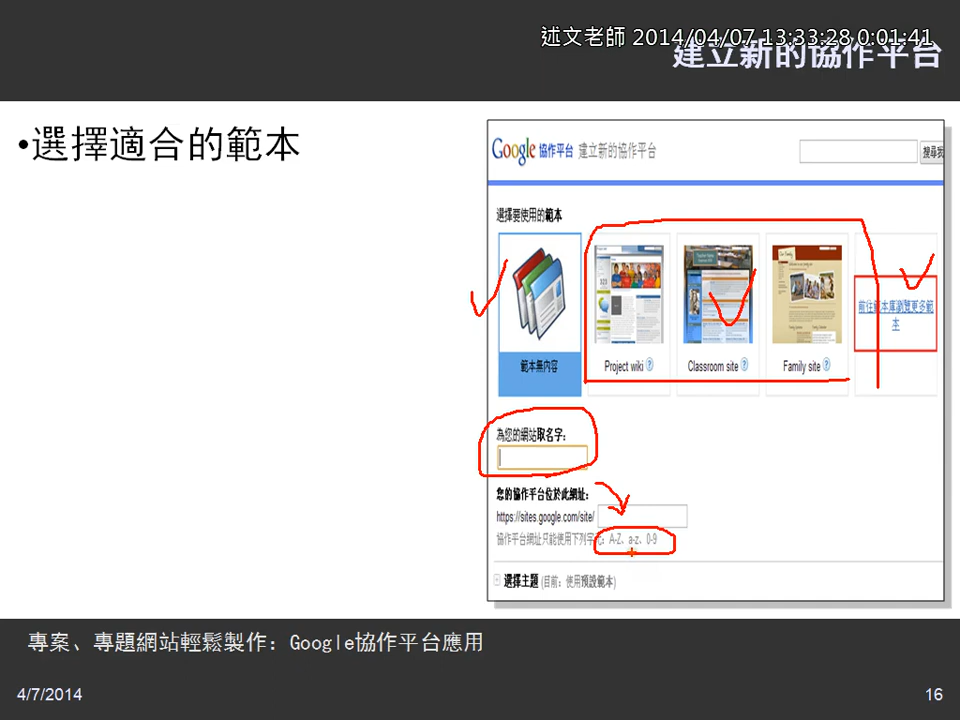 述文老師 2014/04/07 13:33:28 0:01:41
建立新的協作平台
•選擇適合的範本
Google 協作平台 建立新的協作平台
搜尋我
選擇要使用的範本
範本無內容
Project wiki ?
Classroom site ?
Family site ?
前往範本庫瀏覽更多範
本
為您的網站取名字:
您的協作平台位於此網址:
https://sites.google.com/site/
協作平台網址只能使用下列字元: A-Z、a-z、0-9
選擇主題 (目前: 使用預設範本)
專案、專題網站輕鬆製作: Google協作平台應用
4/7/2014
16